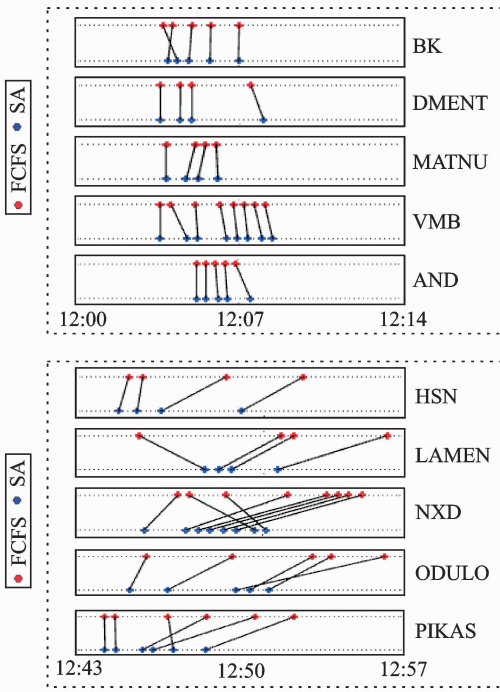 FCFS SA
BK
DMENT
MATNU
VMB
AND
12:00 12:07 12:14
FCFS SA
HSN
LAMEN
NXD
ODULO
PIKAS
12:43 12:50 12:57